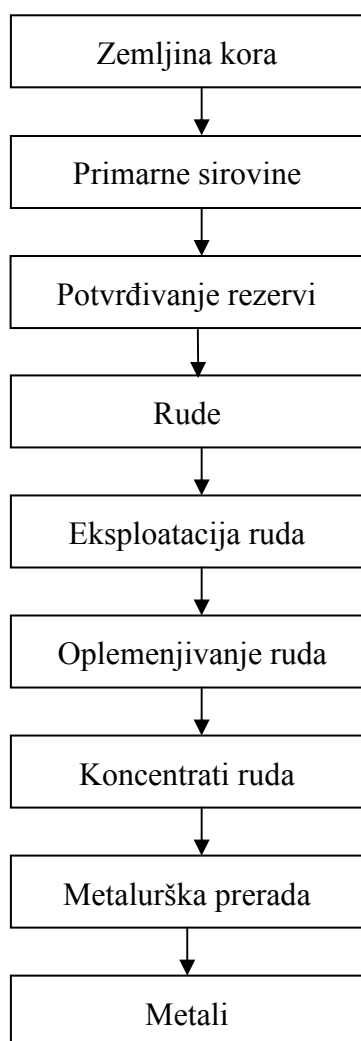 Zemljina kora
Primarne sirovine
Potvrđivanje rezervi
Rude
Eksploatacija ruda
Oplemenjivanje ruda
Koncentrati ruda
Metalurška prerada
Metali